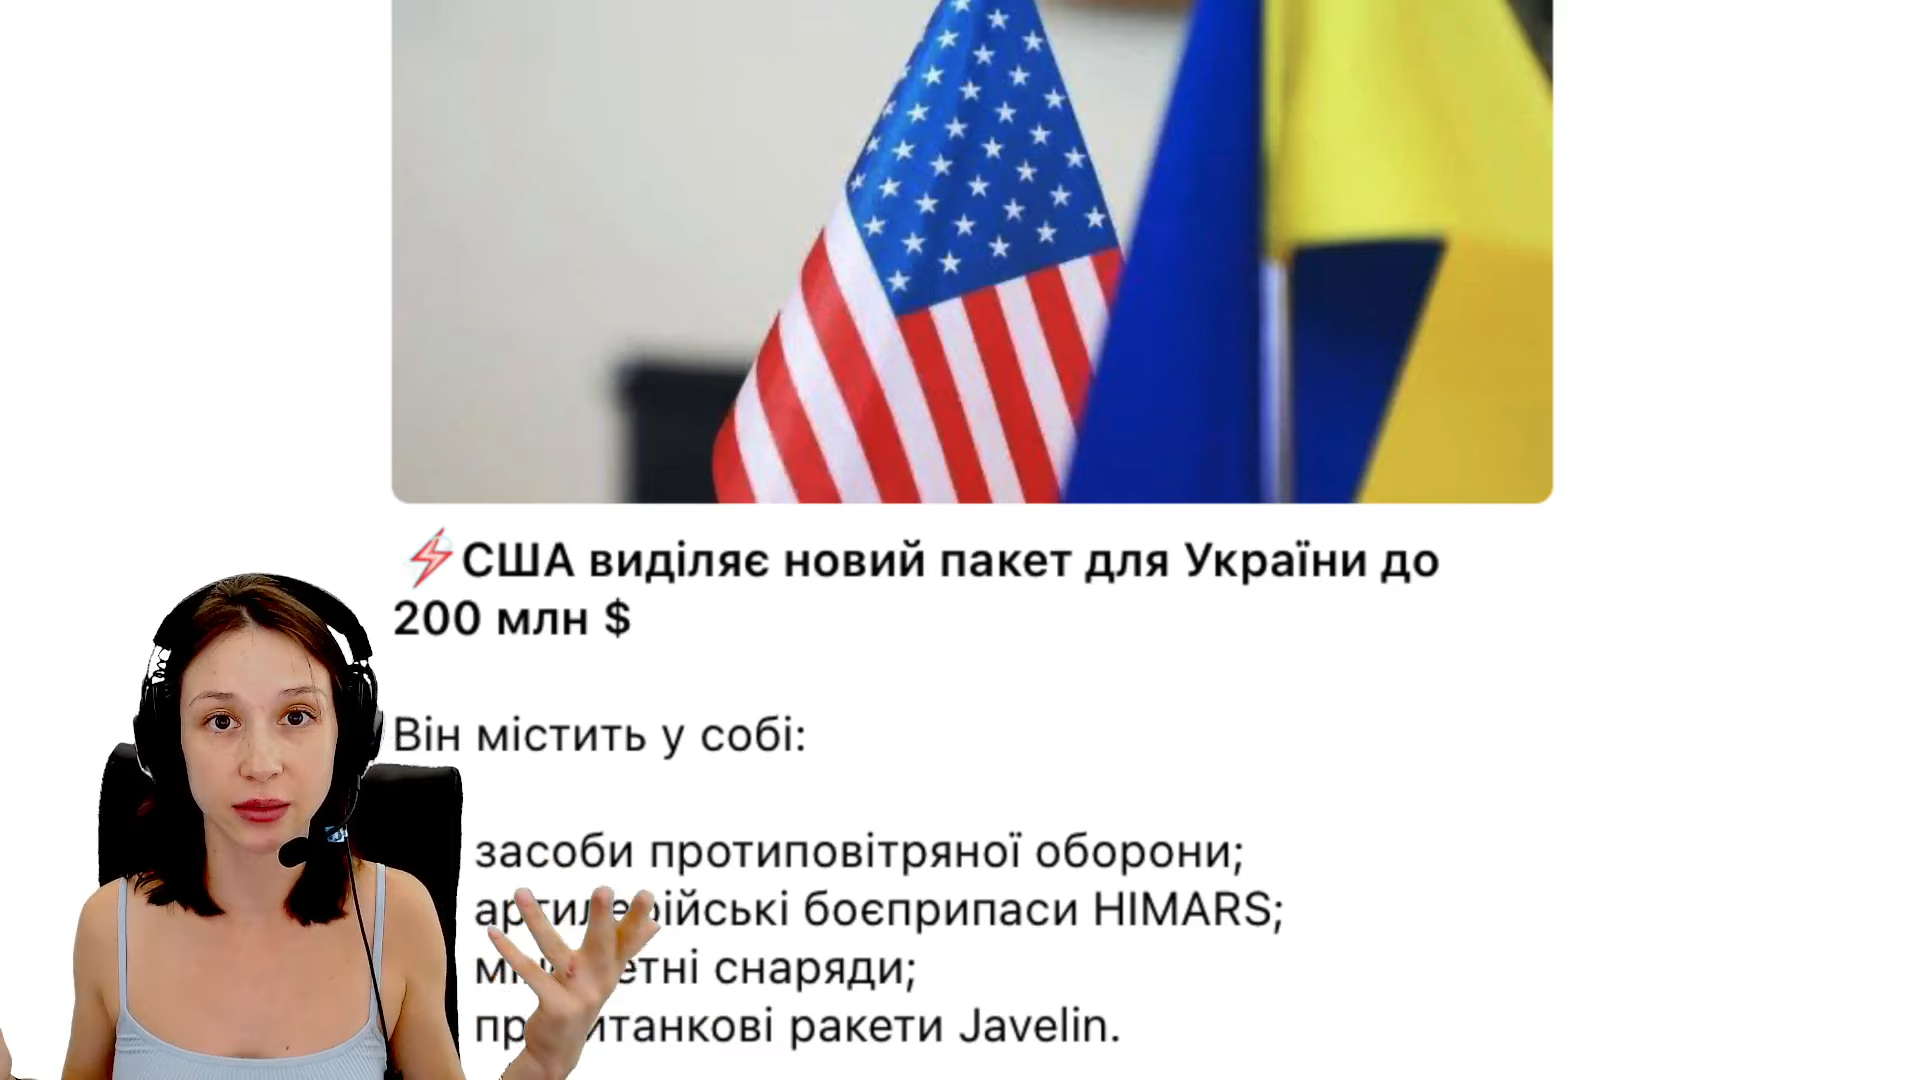 ⚡США виділяє новий пакет для України до
200 млн $
Він містить у собі:
засоби протиповітряної оборони;
артилерійські боєприпаси HIMARS;
снаряди;
ракети Javelin.